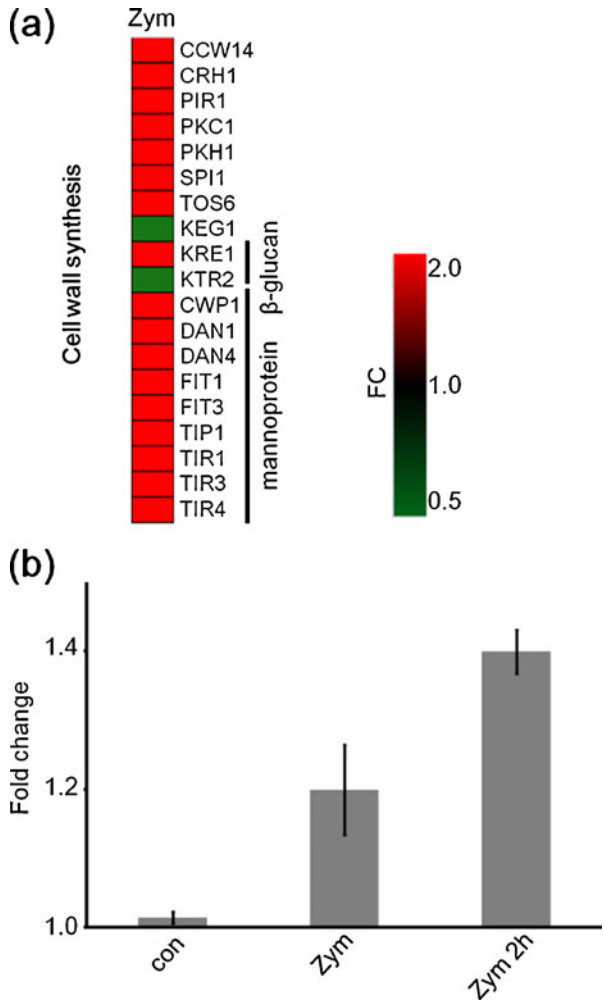 (a)
Zym
CCW14
CRH1
PIR1
PKC1
PKH1
SPI1
TOS6
KEG1
KRE1
KTR2
CWP1
DAN1
DAN4
FIT1
FIT3
TIP1
TIR1
TIR3
TIR4
Cell wall synthesis
β-glucan
mannoprotein
FC
2.0
1.0
0.5
(b)
Fold change
1.4
1.2
1.0
con
Zym
Zym 2h